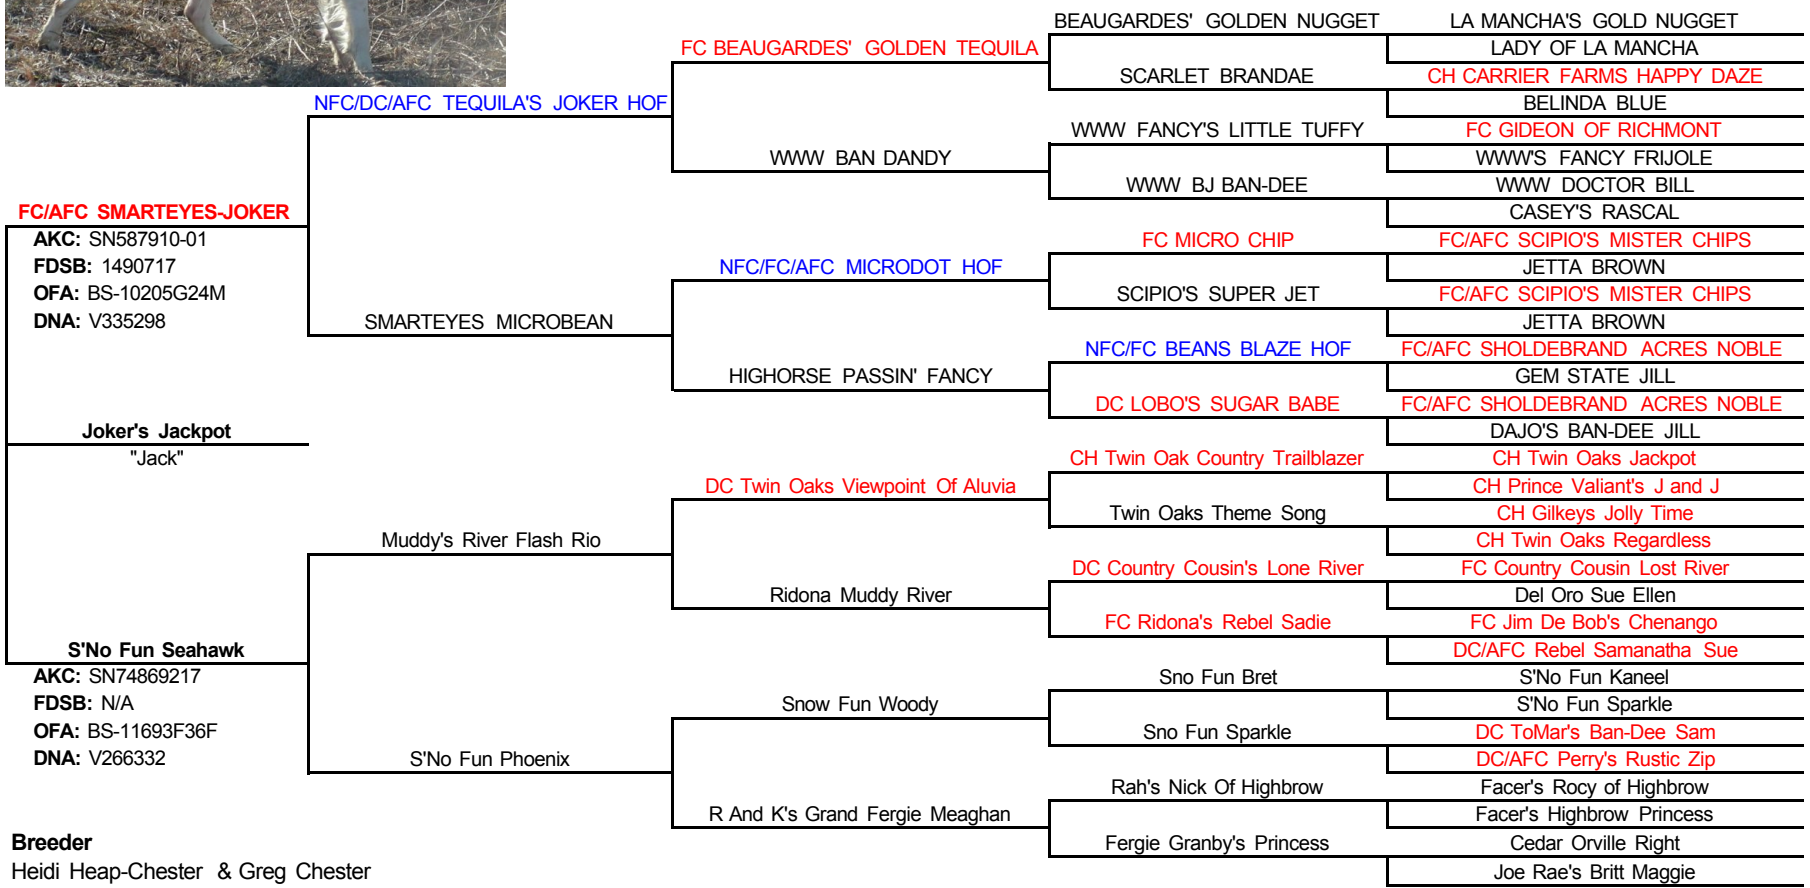 BEAUGARDES' GOLDEN NUGGET
LA MANCHA'S GOLD NUGGET
FC BEAUGARDES' GOLDEN TEQUILA
LADY OF LA MANCHA
SCARLET BRANDAE
CH CARRIER FARMS HAPPY DAZE
NFC/DC/AFC TEQUILA'S JOKER HOF
BELINDA BLUE
WWW FANCY'S LITTLE TUFFY
FC GIDEON OF RICHMONT
WWW BAN DANDY
WWW'S FANCY FRIJOLE
WWW BJ BAN-DEE
WWW DOCTOR BILL
FC/AFC SMARTEYES-JOKER
CASEY'S RASCAL
AKC: SN587910-01
FC MICRO CHIP
FC/AFC SCIPIO'S MISTER CHIPS
FDSB: 1490717
NFC/FC/AFC MICRODOT HOF
JETTA BROWN
OFA: BS-10205G24M
SCIPIO'S SUPER JET
FC/AFC SCIPIO'S MISTER CHIPS
DNA: V335298
SMARTEYES MICROBEAN
JETTA BROWN
NFC/FC BEANS BLAZE HOF
FC/AFC SHOLDEBRAND ACRES NOBLE
HIGHORSE PASSIN' FANCY
GEM STATE JILL
DC LOBO'S SUGAR BABE
FC/AFC SHOLDEBRAND ACRES NOBLE
Joker's Jackpot
DAJO'S BAN-DEE JILL
"Jack"
CH Twin Oak Country Trailblazer
CH Twin Oaks Jackpot
DC Twin Oaks Viewpoint Of Aluvia
CH Prince Valiant's J and J
Twin Oaks Theme Song
CH Gilkeys Jolly Time
Muddy's River Flash Rio
CH Twin Oaks Regardless
DC Country Cousin's Lone River
FC Country Cousin Lost River
Ridona Muddy River
Del Oro Sue Ellen
FC Ridona's Rebel Sadie
FC Jim De Bob's Chenango
S'No Fun Seahawk
DC/AFC Rebel Samanatha Sue
AKC: SN74869217
Sno Fun Bret
S'No Fun Kaneel
FDSB: N/A
Snow Fun Woody
S'No Fun Sparkle
OFA: BS-11693F36F
Sno Fun Sparkle
DC ToMar's Ban-Dee Sam
DNA: V266332
S'No Fun Phoenix
DC/AFC Perry's Rustic Zip
Rah's Nick Of Highbrow
Facer's Rocy of Highbrow
R And K's Grand Fergie Meaghan
Facer's Highbrow Princess
Breeder
Fergie Granby's Princess
Cedar Orville Right
Heidi Heap-Chester & Greg Chester
Joe Rae's Britt Maggie